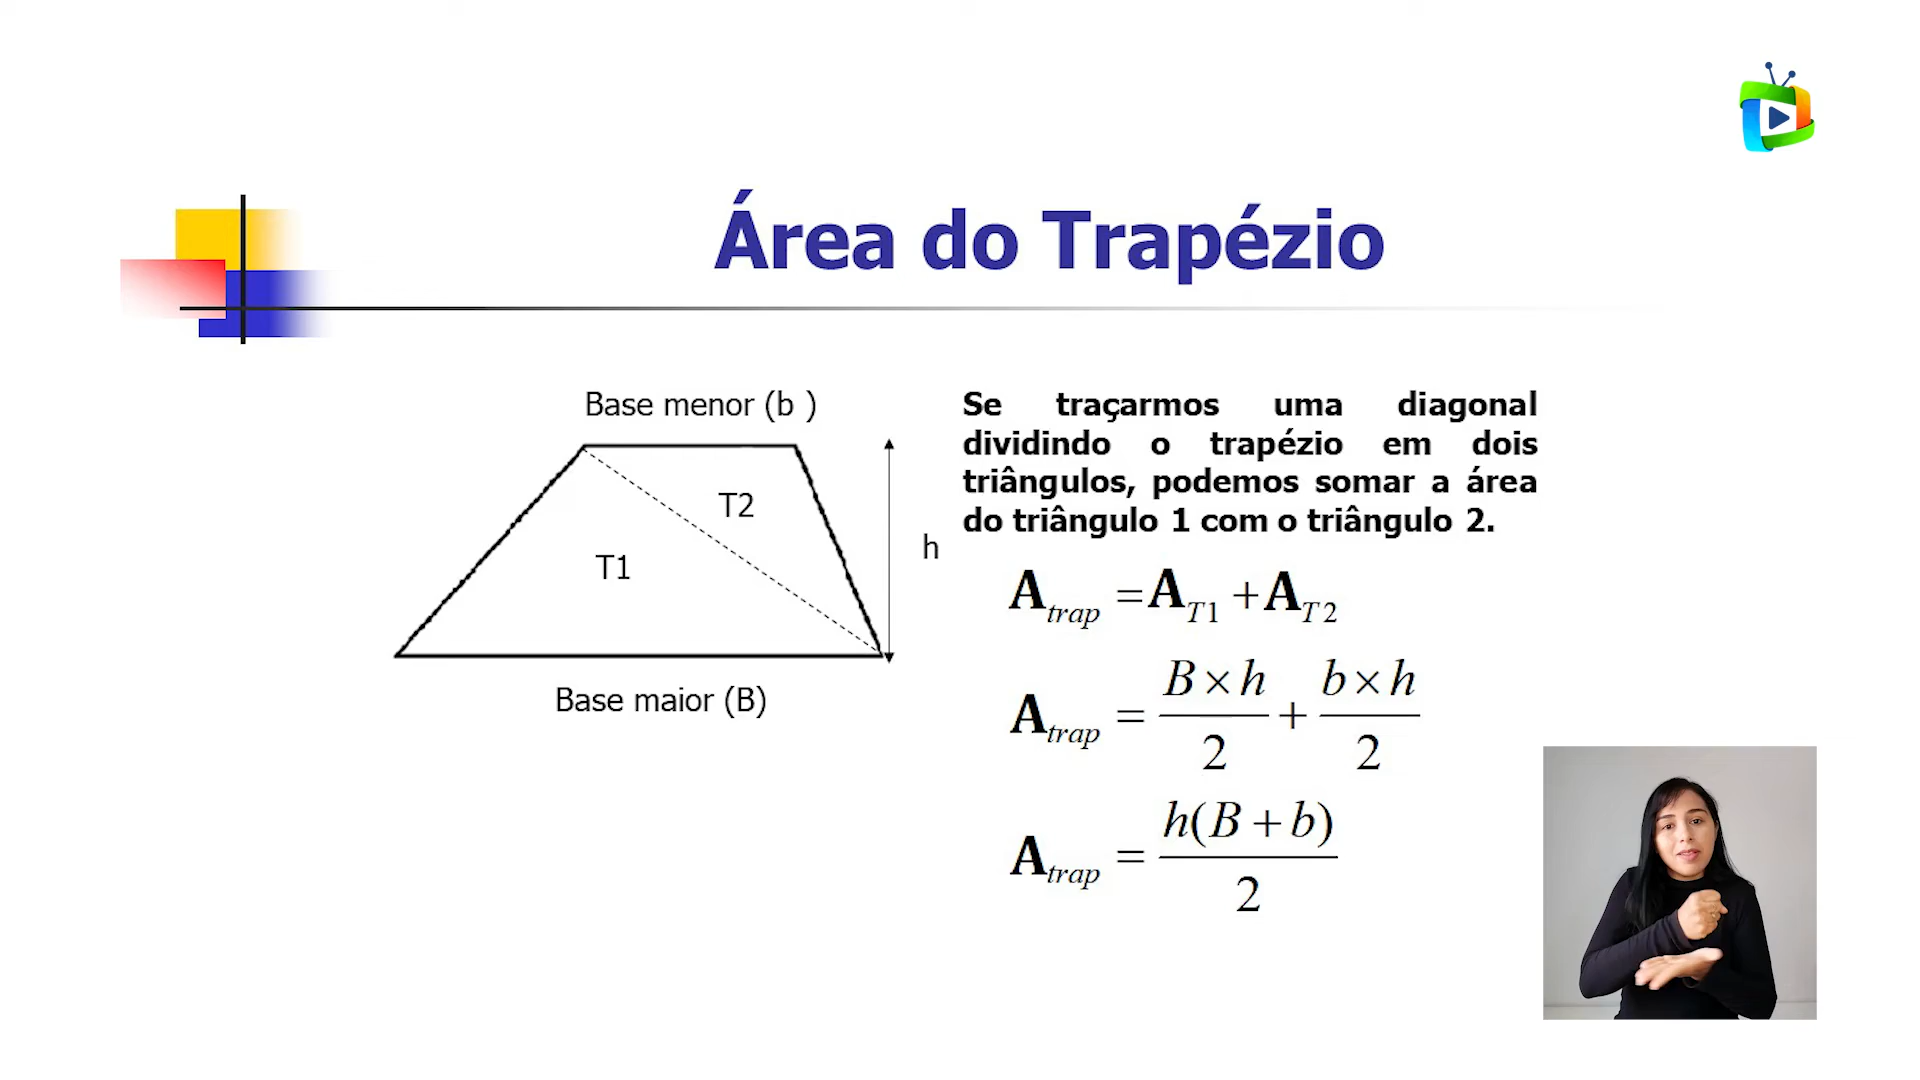 Área do Trapézio
Base menor (b )
T2
T1
h
Base maior (B)
Se traçarmos uma diagonal
dividindo o trapézio em dois
triângulos, podemos somar a área
do triângulo 1 com o triângulo 2.
A_trap = A_T1 + A_T2
A_trap = B × h / 2 + b × h / 2
A_trap = h(B + b) / 2